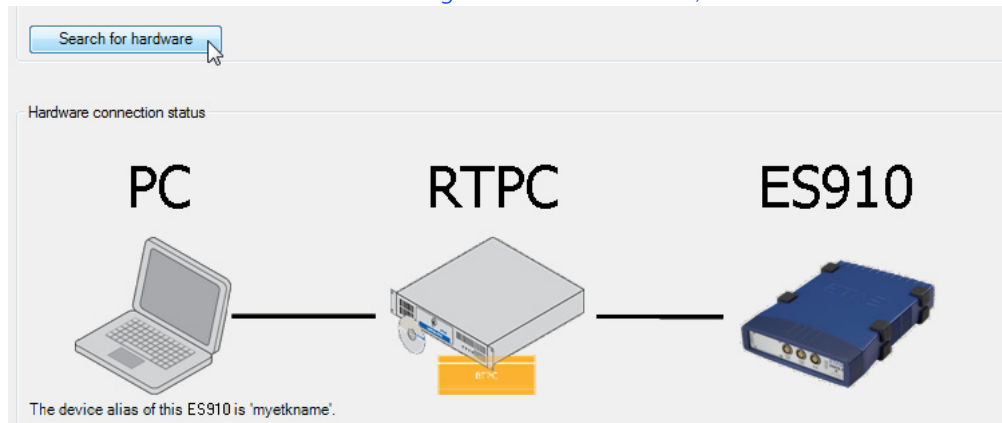 Search for hardware
Hardware connection status
PC RTPC ES910
RTPC
The device alias of this ES910 is 'myetkname'.